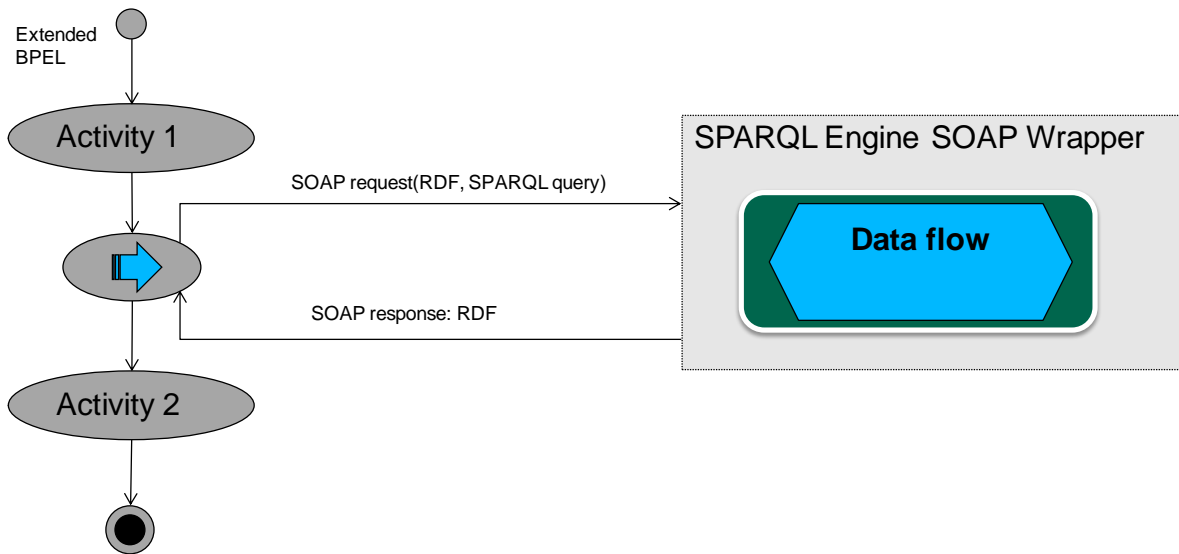 Extended
BPEL
Activity 1
SPARQL Engine SOAP Wrapper
SOAP request(RDF, SPARQL query)
Data flow
SOAP response: RDF
Activity 2